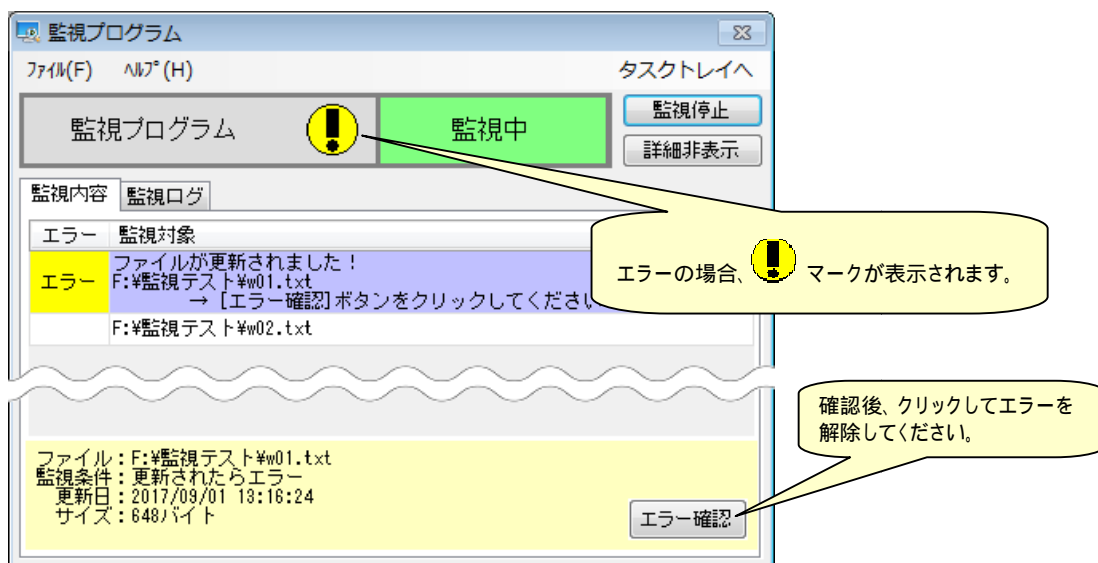 監視プログラム
ﾌｧｲﾙ(F) ﾍﾙﾌﾟ(H) タスクトレイへ
監視プログラム 監視中 監視停止
詳細非表示
監視内容 監視ログ
エラー 監視対象
エラー ファイルが更新されました！
F:¥監視テスト¥w01.txt
→ [エラー確認]ボタンをクリックしてください
F:¥監視テスト¥w02.txt
エラーの場合、 マークが表示されます。
確認後、クリックしてエラーを
解除してください。
ファイル：F:¥監視テスト¥w01.txt
監視条件：更新されたらエラー
更新日：2017/09/01 13:16:24
サイズ：648バイト
エラー確認